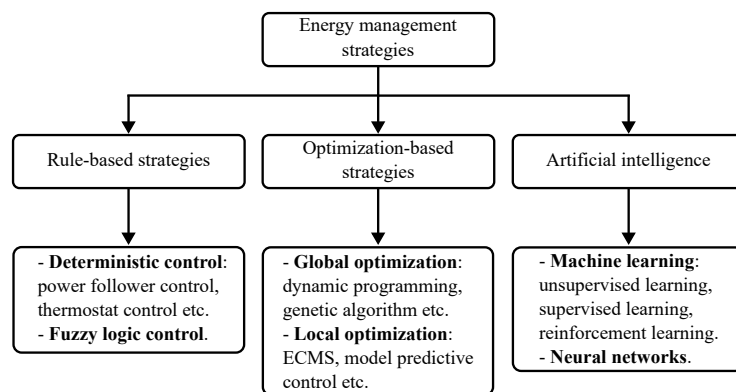 Energy management
strategies
Rule-based strategies
Optimization-based
strategies
Artificial intelligence
- Deterministic control:
power follower control,
thermostat control etc.
- Fuzzy logic control.
- Global optimization:
dynamic programming,
genetic algorithm etc.
- Local optimization:
ECMS, model predictive
control etc.
- Machine learning:
unsupervised learning,
supervised learning,
reinforcement learning.
- Neural networks.